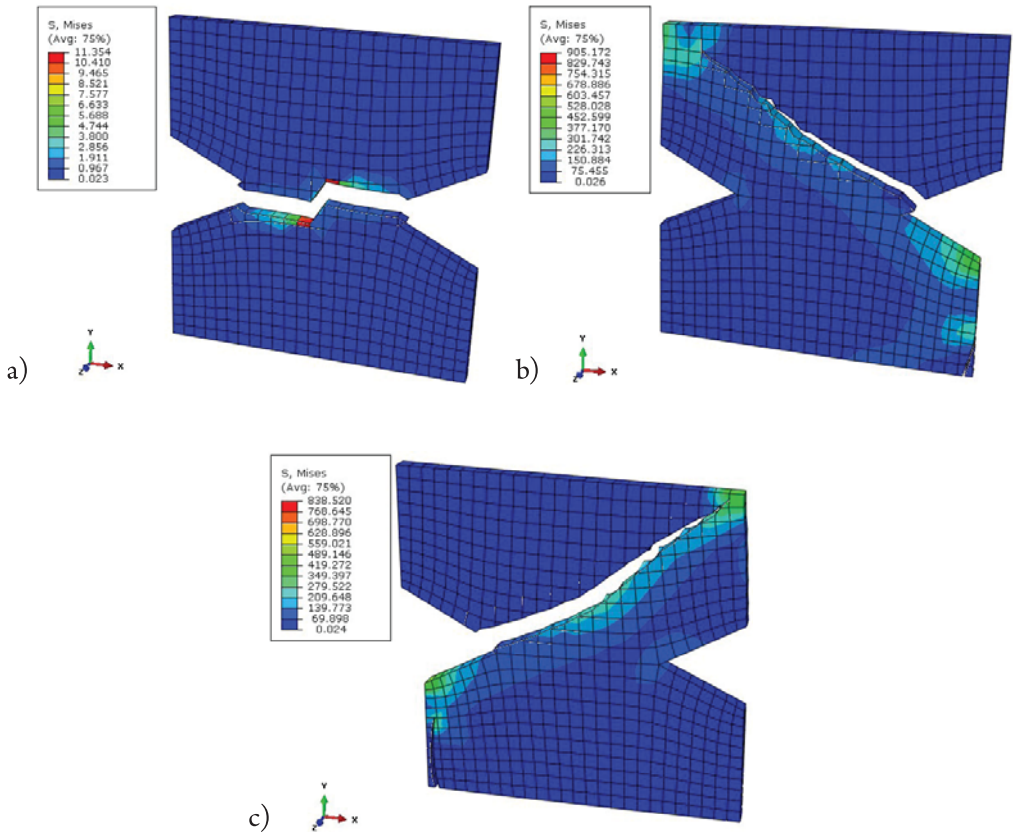 S, Mises
(Avg: 75%)
11.354
10.410
9.465
8.521
7.577
6.633
5.688
4.744
3.800
2.856
1.911
0.967
0.023
Y
X
Z
a)
S, Mises
(Avg: 75%)
905.172
829.743
754.315
678.886
603.457
528.028
452.599
377.170
301.742
226.313
150.884
75.455
0.026
Y
X
Z
b)
S, Mises
(Avg: 75%)
838.520
768.645
698.770
628.896
559.021
489.146
419.272
349.397
279.522
209.648
139.773
69.898
0.024
Y
X
Z
c)